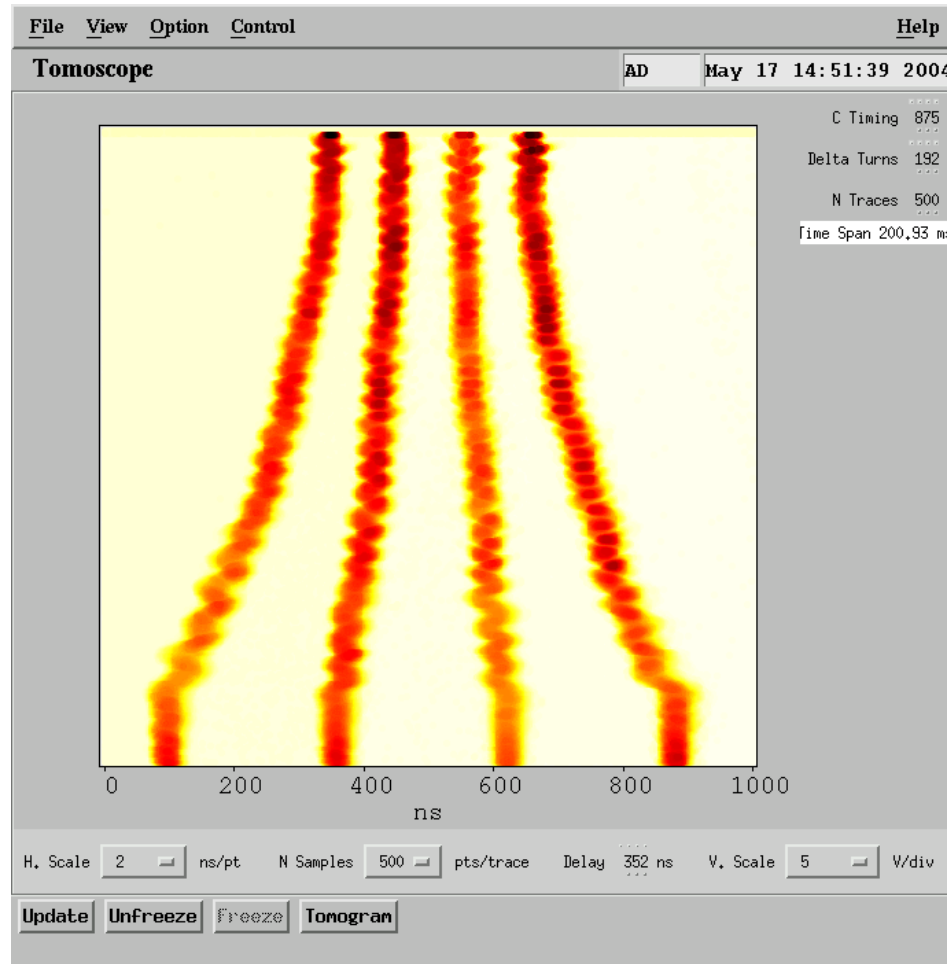 File View Option Control Help
Tomoscope AD May 17 14:51:39 2004
C Timing 875
Delta Turns 192
N Traces 500
Time Span 200.93 ms
0 200 400 600 800 1000
ns
H. Scale 2 ns/pt N Samples 500 pts/trace Delay 352 ns V. Scale 5 V/div
Update Unfreeze Freeze Tomogram